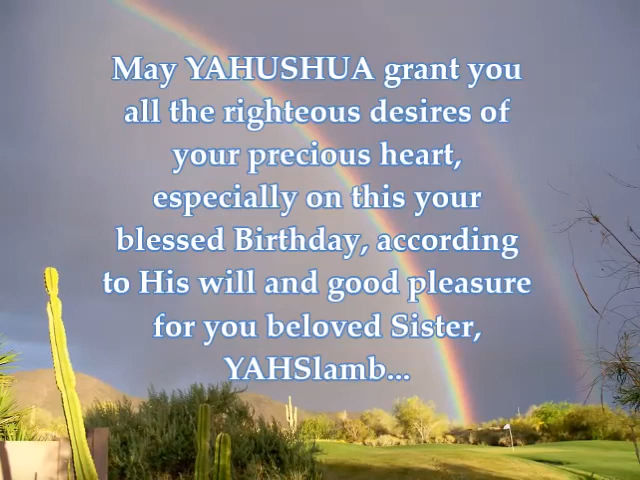 May YAHUSHUA grant you
all the righteous desires of
your precious heart,
especially on this your
blessed Birthday, according
to His will and good pleasure
for you beloved Sister,
YAHSlamb...